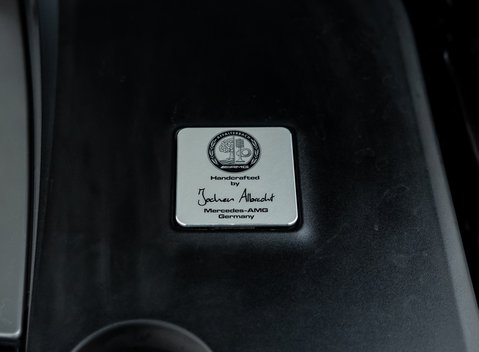 Handcrafted
by
Jochen Albrecht
Mercedes-AMG
Germany